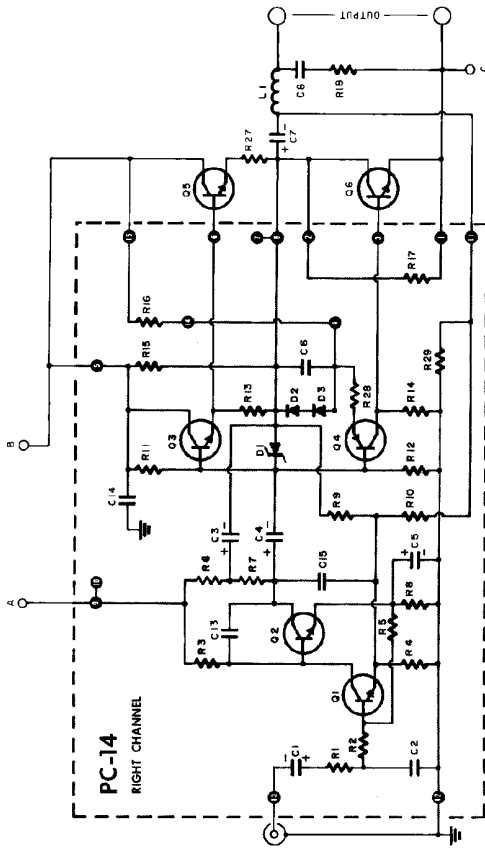 A
B
PC-14
RIGHT CHANNEL
C14
R11
R15
R16
Q3
Q5
R27
R3
R6
C13
R7
C3
+
-
C4
+
-
D1
R13
D2
D3
C6
C7
+
-
L1
C8
R18
OUTPUT
Q2
C15
R9
Q4
R28
Q6
C1
-
+
R1
R2
Q1
R5
C2
R4
R8
C5
+
-
R10
R12
R14
R29
R17